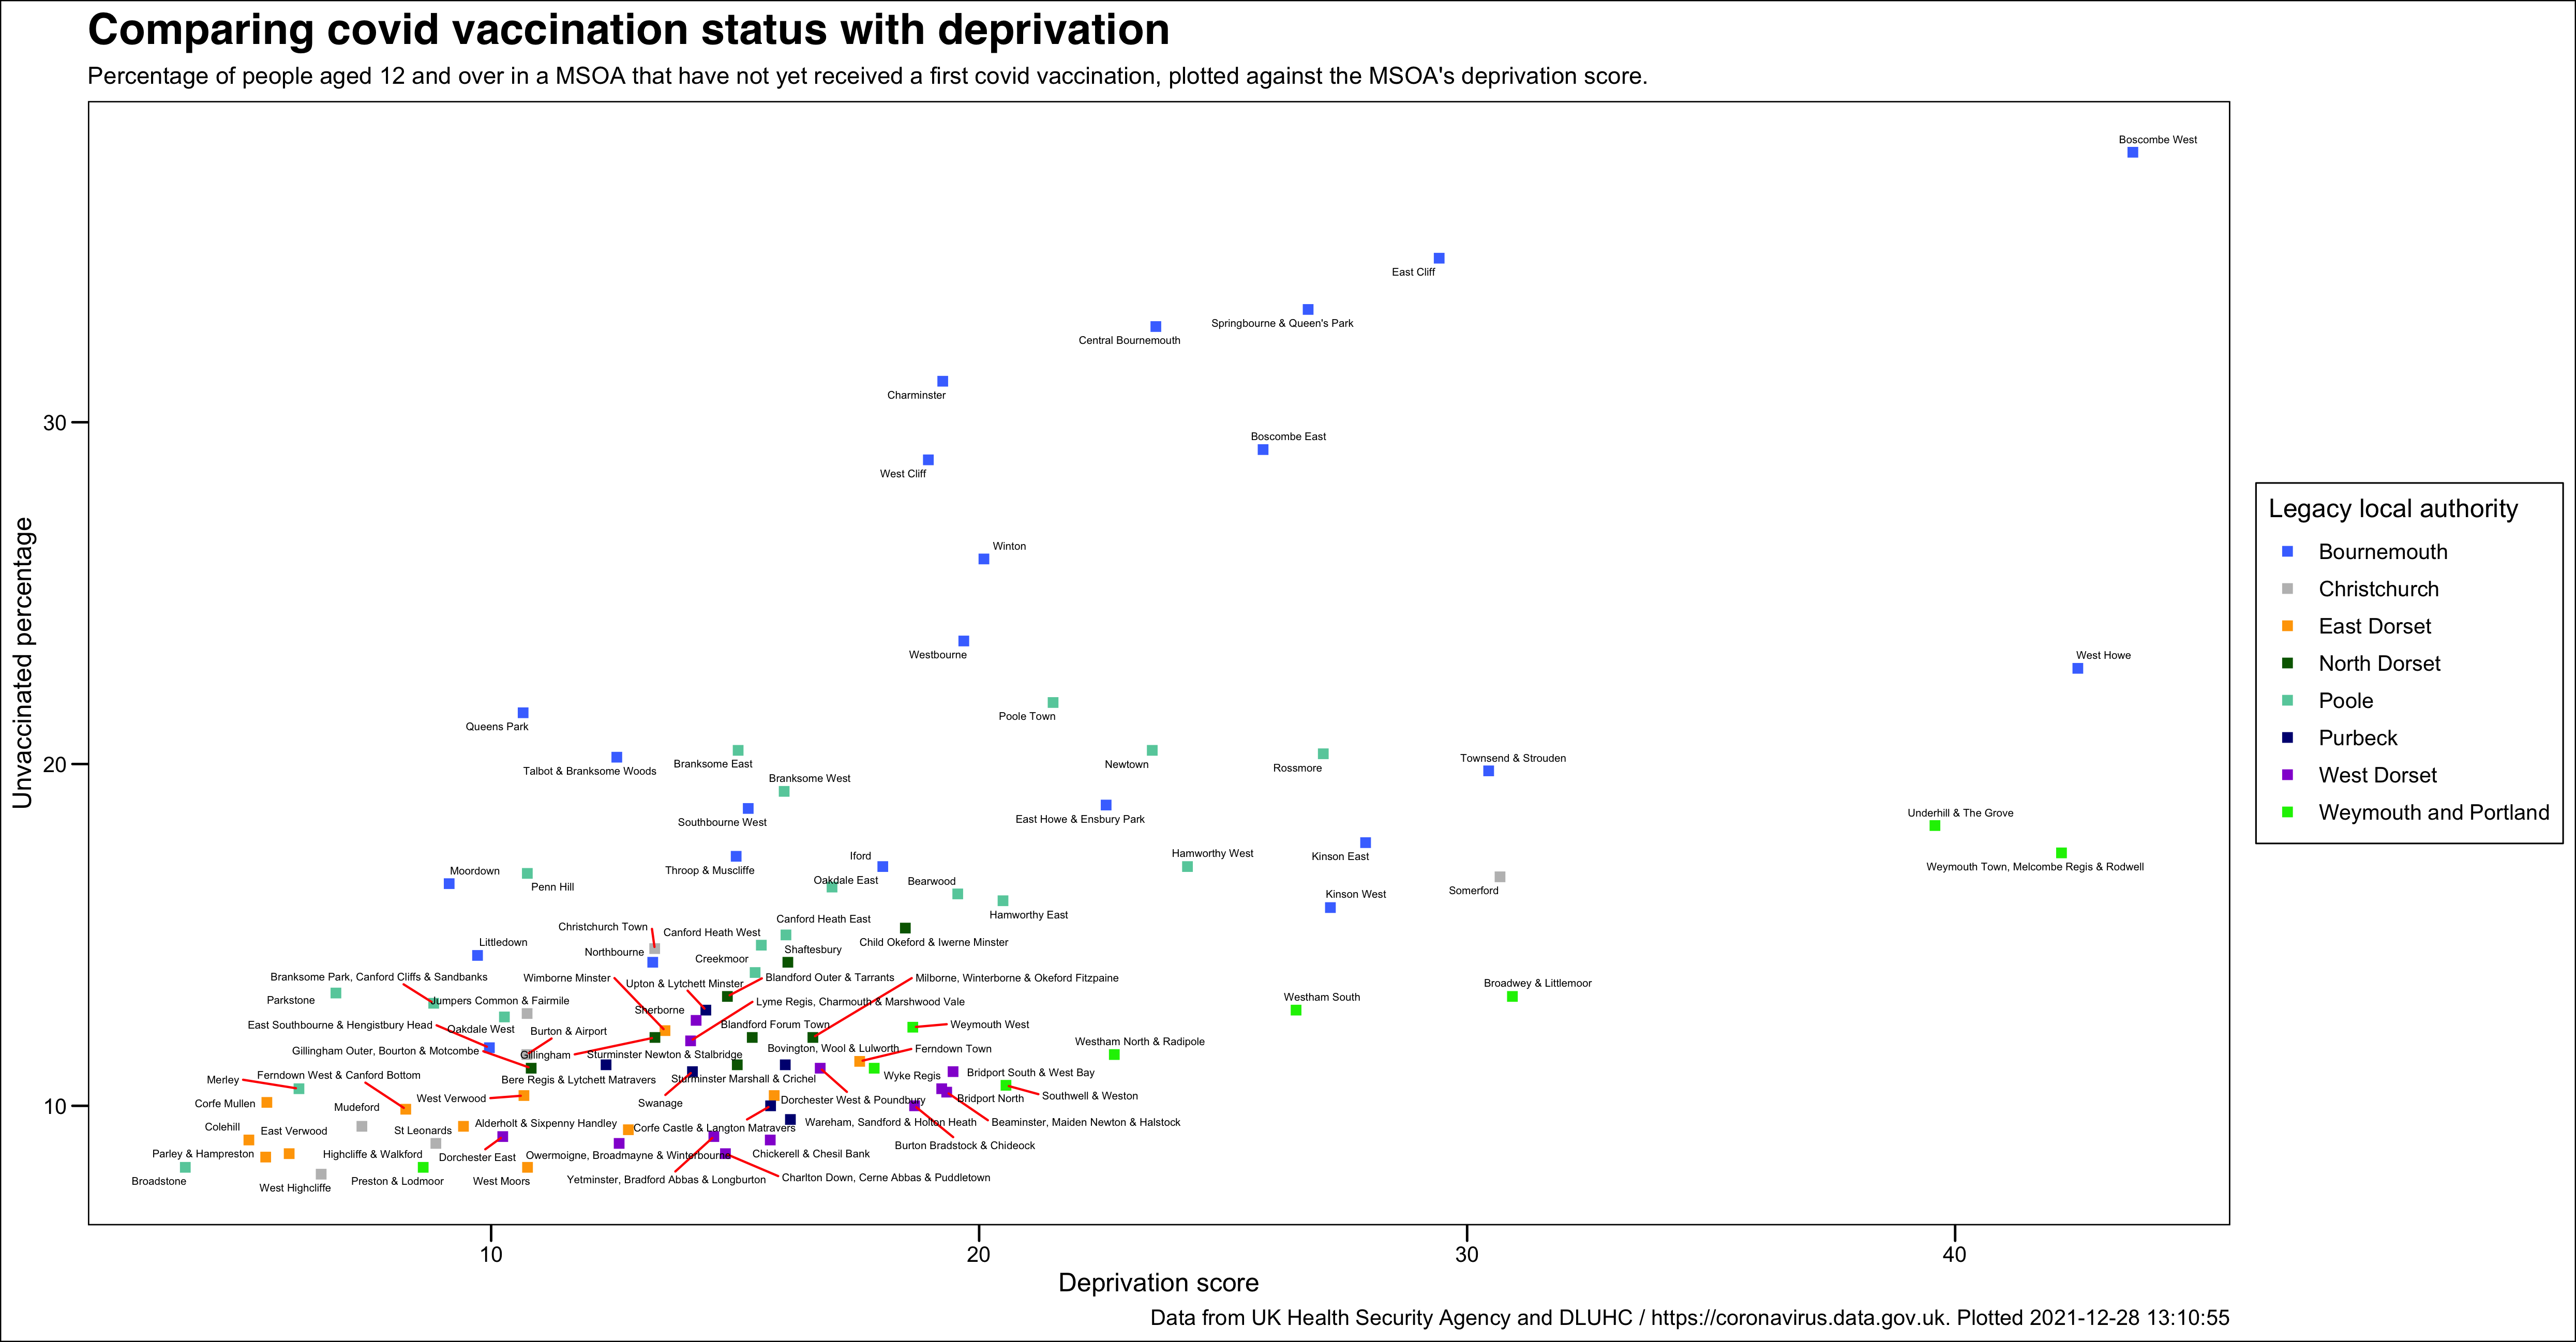 Comparing covid vaccination status with deprivation
Percentage of people aged 12 and over in a MSOA that have not yet received a first covid vaccination, plotted against the MSOA's deprivation score.
Boscombe West
East Cliff
Springbourne & Queen's Park
Central Bournemouth
Charminster
30
Boscombe East
West Cliff
Winton
Westbourne
West Howe
Poole Town
Queens Park
Townsend & Strouden
20
Branksome East
Newtown
Rossmore
Talbot & Branksome Woods
Branksome West
Underhill & The Grove
East Howe & Ensbury Park
Southbourne West
Hamworthy West
Iford
Kinson East
Weymouth Town, Melcombe Regis & Rodwell
Throop & Muscliffe
Moordown
Oakdale East
Bearwood
Penn Hill
Somerford
Kinson West
Hamworthy East
Canford Heath East
Christchurch Town
Canford Heath West
Littledown
Child Okeford & Iwerne Minster
Northbourne
Shaftesbury
Creekmoor
Branksome Park, Canford Cliffs & Sandbanks
Wimborne Minster
Blandford Outer & Tarrants
Milborne, Winterborne & Okeford Fitzpaine
Upton & Lytchett Minster
Broadwey & Littlemoor
Parkstone
Jumpers Common & Fairmile
Lyme Regis, Charmouth & Marshwood Vale
Westham South
Sherborne
East Southbourne & Hengistbury Head
Oakdale West
Burton & Airport
Blandford Forum Town
Weymouth West
Westham North & Radipole
Gillingham Outer, Bourton & Motcombe
Gillingham
Sturminster Newton & Stalbridge
Bovington, Wool & Lulworth
Ferndown Town
Merley
Ferndown West & Canford Bottom
Bere Regis & Lytchett Matravers
Sturminster Marshall & Crichel
Wyke Regis
Bridport South & West Bay
10
Corfe Mullen
Mudeford
West Verwood
Swanage
Dorchester West & Poundbury
Bridport North
Southwell & Weston
Colehill
East Verwood
St Leonards
Alderholt & Sixpenny Handley
Corfe Castle & Langton Matravers
Wareham, Sandford & Holton Heath
Beaminster, Maiden Newton & Halstock
Burton Bradstock & Chideock
Parley & Hampreston
Highcliffe & Walkford
Dorchester East
Owermoigne, Broadmayne & Winterbourne
Chickerell & Chesil Bank
Broadstone
West Highcliffe
Preston & Lodmoor
West Moors
Yetminster, Bradford Abbas & Longburton
Charlton Down, Cerne Abbas & Puddletown
Unvaccinated percentage
10
20
30
40
Deprivation score
Legacy local authority
Bournemouth
Christchurch
East Dorset
North Dorset
Poole
Purbeck
West Dorset
Weymouth and Portland
Data from UK Health Security Agency and DLUHC / https://coronavirus.data.gov.uk. Plotted 2021-12-28 13:10:55